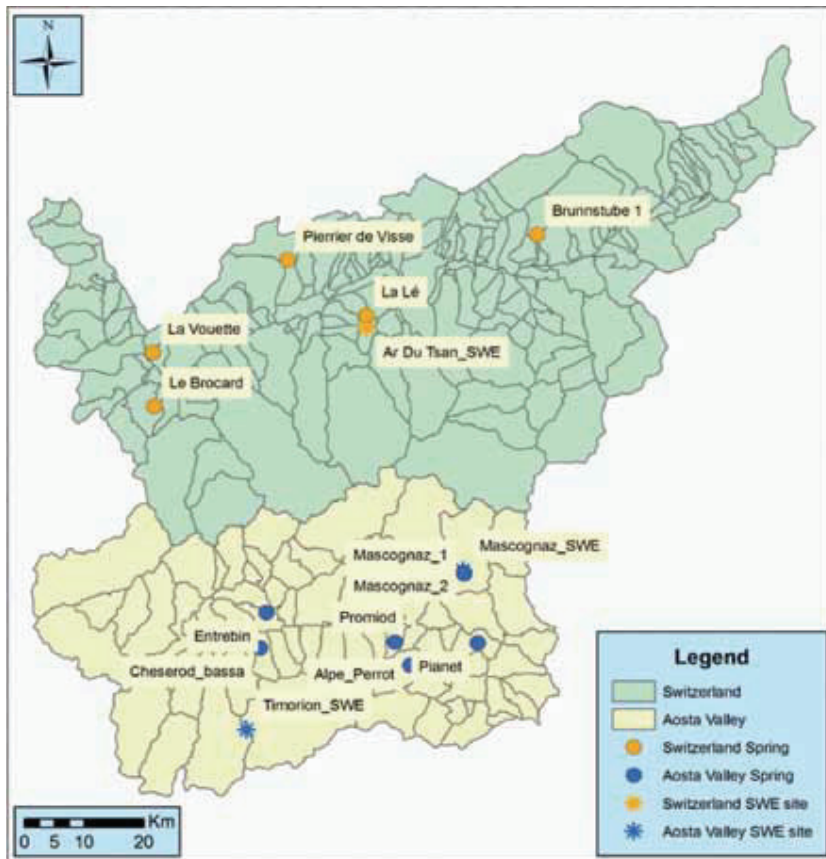 N
Brunnstube 1
Pierrier de Visse
La Lé
La Vouette
Ar Du Tsan_SWE
Le Brocard
Mascognaz_SWE
Mascognaz_1
Mascognaz_2
Promiod
Entrebin
Cheserod_bassa
Alpe_Perrot
Pianet
Timorion_SWE
Legend
Switzerland
Aosta Valley
Switzerland Spring
Aosta Valley Spring
Switzerland SWE site
Aosta Valley SWE site
Km
0 5 10 20